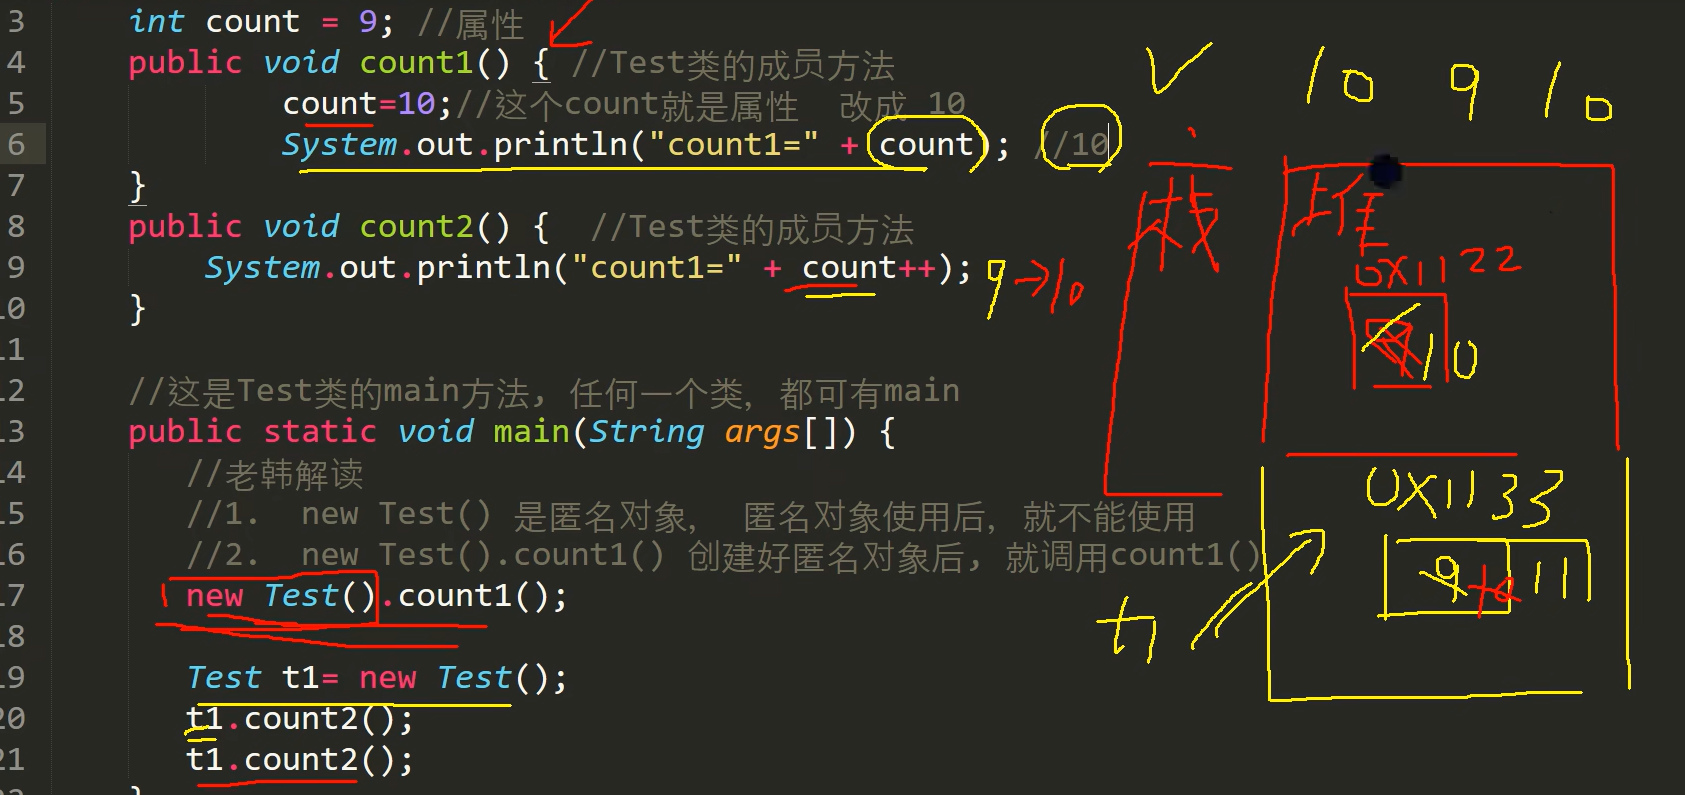 3 int count = 9; //属性
4 public void count1() { //Test类的成员方法
5 count=10;//这个count就是属性 改成 10
6 System.out.println("count1=" + count); //10
7 }
8 public void count2() { //Test类的成员方法
9 System.out.println("count1=" + count++); 9→10
10 }
11
12 //这是Test类的main方法, 任何一个类, 都可有main
13 public static void main(String args[]) {
14 //老韩解读
15 //1. new Test() 是匿名对象, 匿名对象使用后, 就不能使用
16 //2. new Test().count1() 创建好匿名对象后, 就调用count1()
17 new Test().count1();
18
19 Test t1= new Test();
20 t1.count2();
21 t1.count2();
}
10 9 10
栈
堆
0X1122
10
0X1133
9 10 11
t1